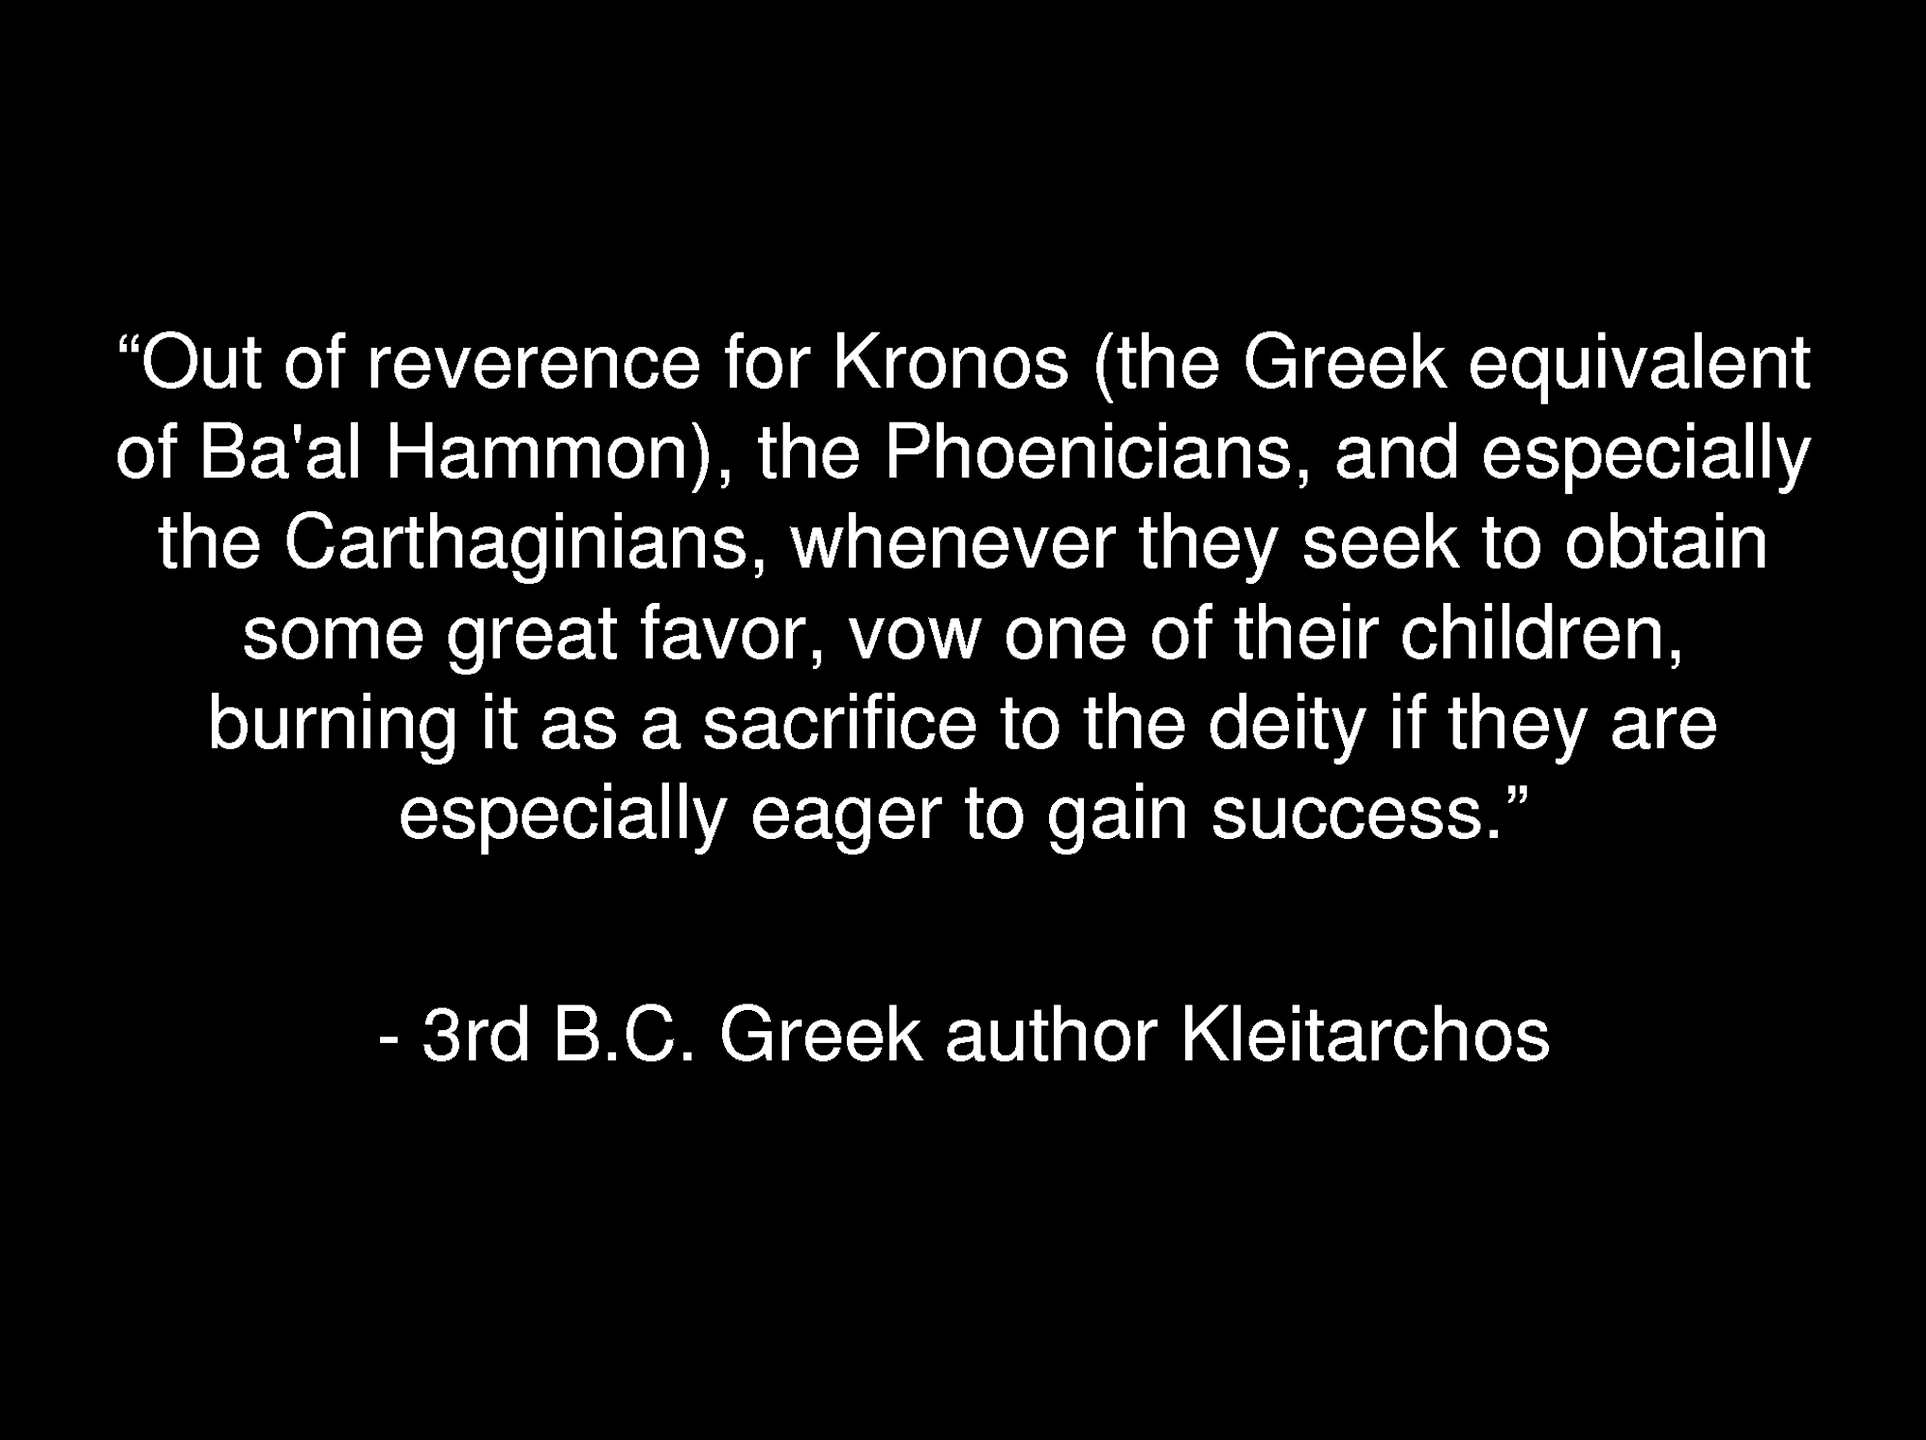 “Out of reverence for Kronos (the Greek equivalent
of Ba'al Hammon), the Phoenicians, and especially
the Carthaginians, whenever they seek to obtain
some great favor, vow one of their children,
burning it as a sacrifice to the deity if they are
especially eager to gain success.”
- 3rd B.C. Greek author Kleitarchos